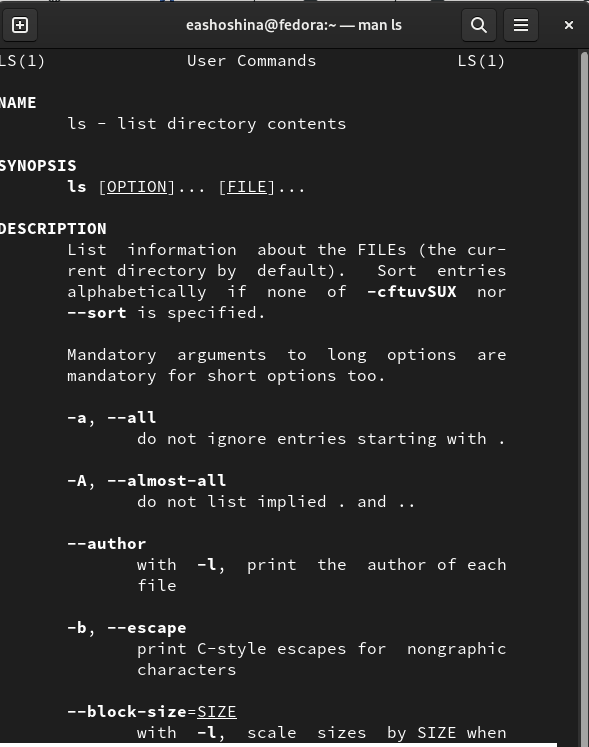 eashoshina@fedora:~ — man ls
LS(1) User Commands LS(1)
NAME
ls - list directory contents
SYNOPSIS
ls [OPTION]... [FILE]...
DESCRIPTION
List information about the FILEs (the cur-
rent directory by default). Sort entries
alphabetically if none of -cftuvSUX nor
--sort is specified.
Mandatory arguments to long options are
mandatory for short options too.
-a, --all
do not ignore entries starting with .
-A, --almost-all
do not list implied . and ..
--author
with -l, print the author of each
file
-b, --escape
print C-style escapes for nongraphic
characters
--block-size=SIZE
with -l, scale sizes by SIZE when